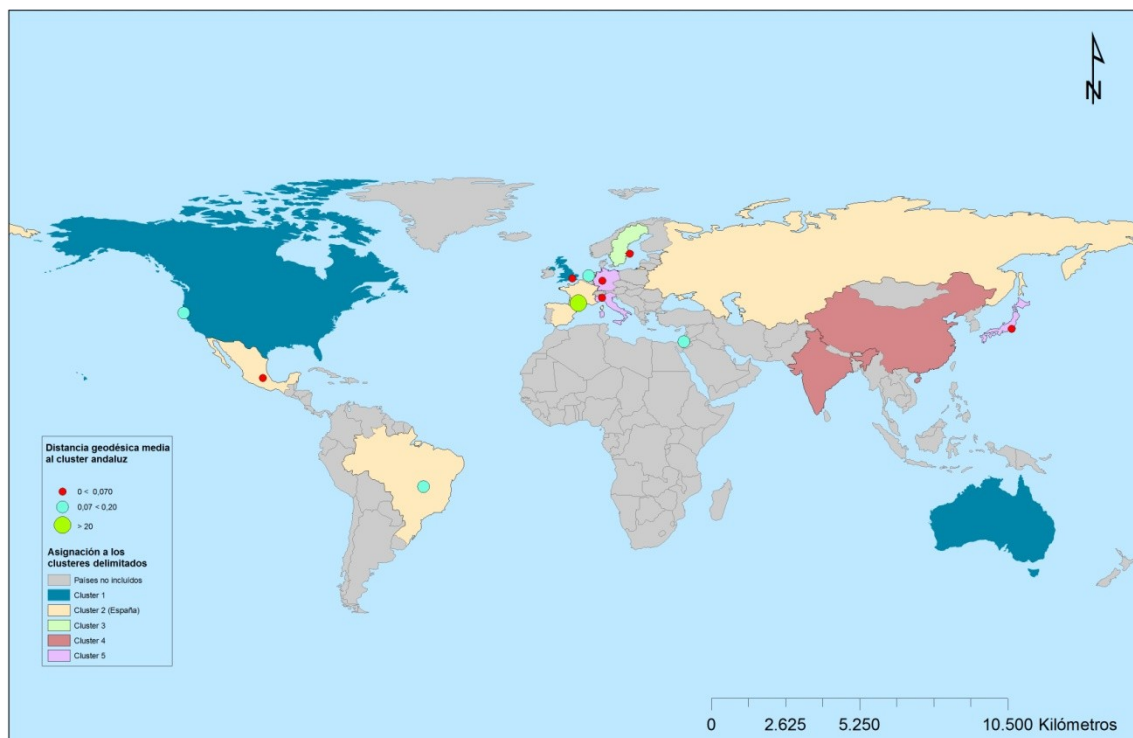 N
Distancia geodésica media
al cluster andaluz
0 < 0,070
0,07 < 0,20
> 20
Asignación a los
clusteres delimitados
Países no incluídos
Cluster 1
Cluster 2 (España)
Cluster 3
Cluster 4
Cluster 5
0 2.625 5.250 10.500 Kilómetros